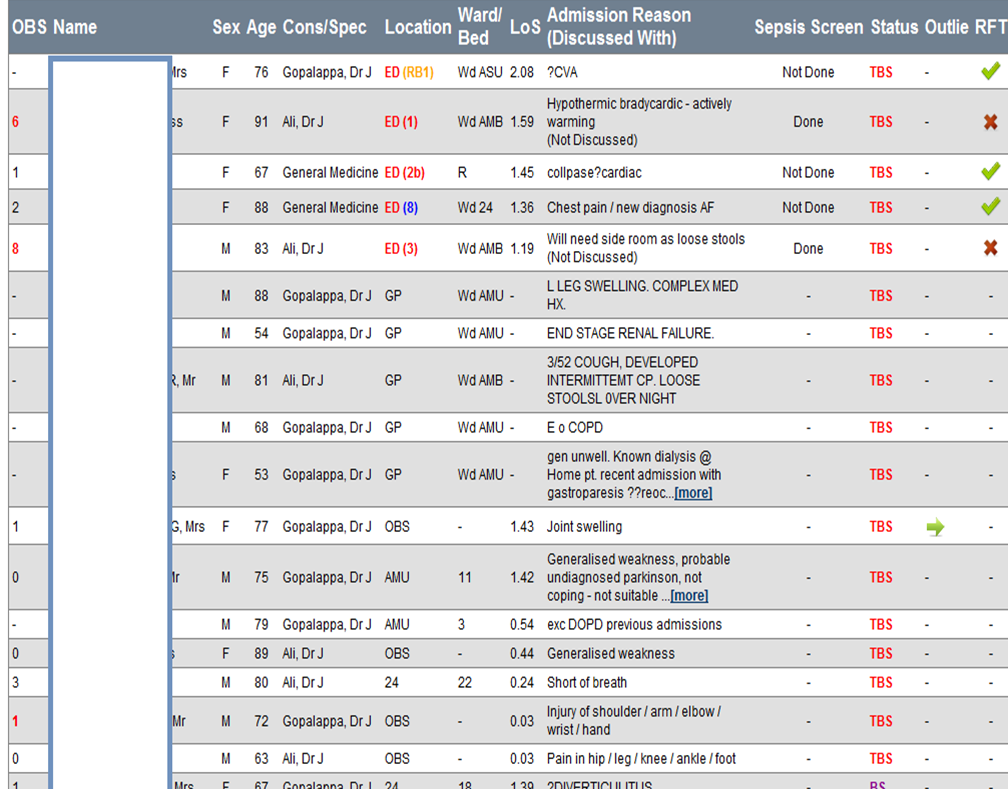 OBS Name Sex Age Cons/Spec Location Ward/ Bed LoS Admission Reason (Discussed With) Sepsis Screen Status Outlie RFT
- Mrs F 76 Gopalappa, Dr J ED (RB1) Wd ASU 2.08 ?CVA Not Done TBS -
6 ss F 91 Ali, Dr J ED (1) Wd AMB 1.59 Hypothermic bradycardic - actively
warming
(Not Discussed) Done TBS -
1 F 67 General Medicine ED (2b) R 1.45 collpase?cardiac Not Done TBS -
2 F 88 General Medicine ED (8) Wd 24 1.36 Chest pain / new diagnosis AF Not Done TBS -
8 M 83 Ali, Dr J ED (3) Wd AMB 1.19 Will need side room as loose stools
(Not Discussed) Done TBS -
- M 88 Gopalappa, Dr J GP Wd AMU - L LEG SWELLING. COMPLEX MED
HX. - TBS - -
- M 54 Gopalappa, Dr J GP Wd AMU - END STAGE RENAL FAILURE. - TBS - -
- R, Mr M 81 Ali, Dr J GP Wd AMB - 3/52 COUGH, DEVELOPED
INTERMITTEMT CP. LOOSE
STOOLSL 0VER NIGHT - TBS - -
- M 68 Gopalappa, Dr J GP Wd AMU - E o COPD - TBS - -
- s F 53 Gopalappa, Dr J GP Wd AMU - gen unwell. Known dialysis @
Home pt. recent admission with
gastroparesis ??reoc...[more] - TBS - -
1 G, Mrs F 77 Gopalappa, Dr J OBS - 1.43 Joint swelling - TBS -
0 Mr M 75 Gopalappa, Dr J AMU 11 1.42 Generalised weakness, probable
undiagnosed parkinson, not
coping - not suitable ...[more] - TBS - -
- M 79 Gopalappa, Dr J AMU 3 0.54 exc DOPD previous admissions - TBS - -
0 s F 89 Ali, Dr J OBS - 0.44 Generalised weakness - TBS - -
3 M 80 Ali, Dr J 24 22 0.24 Short of breath - TBS - -
1 Mr M 72 Gopalappa, Dr J OBS - 0.03 Injury of shoulder / arm / elbow /
wrist / hand - TBS - -
0 M 63 Ali, Dr J OBS - 0.03 Pain in hip / leg / knee / ankle / foot - TBS - -
1 Mrs F 67 Gopalappa, Dr J 24 18 1.39 ?DIVERTICULITUS - BS - -